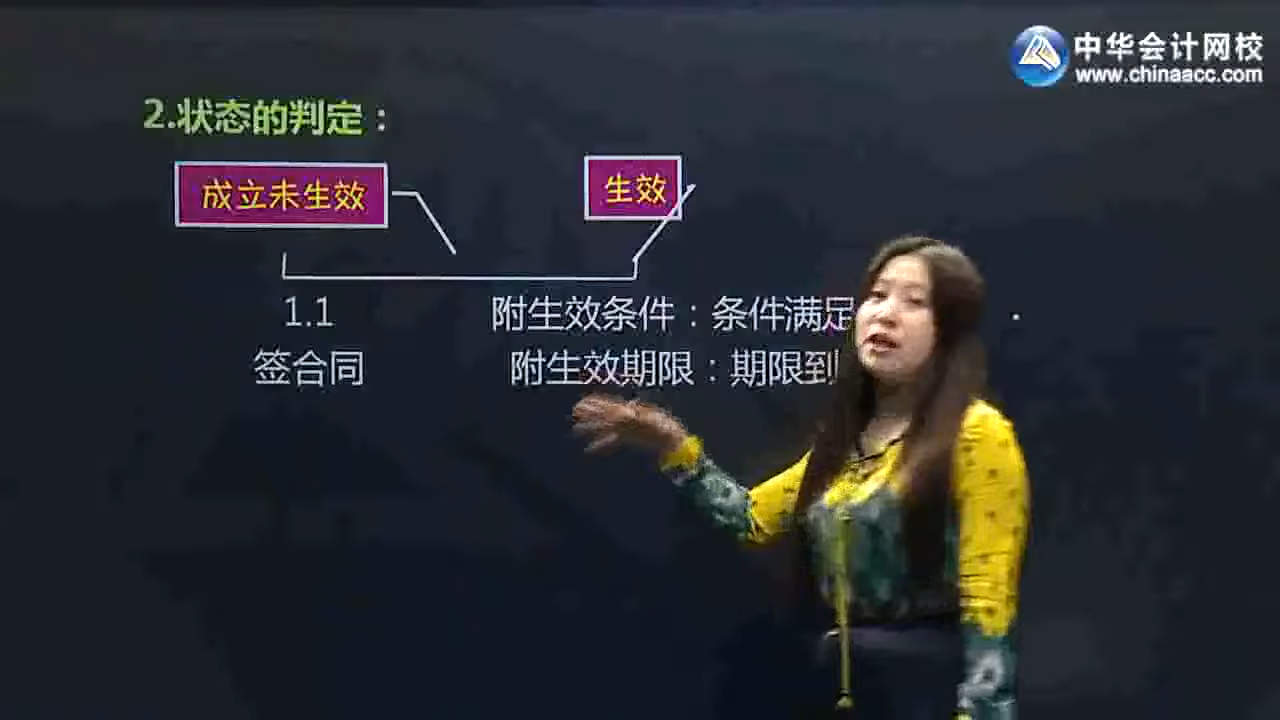 中华会计网校
www.chinaacc.com
2.状态的判定：
成立未生效
生效
1.1
附生效条件：条件满足
签合同
附生效期限：期限到